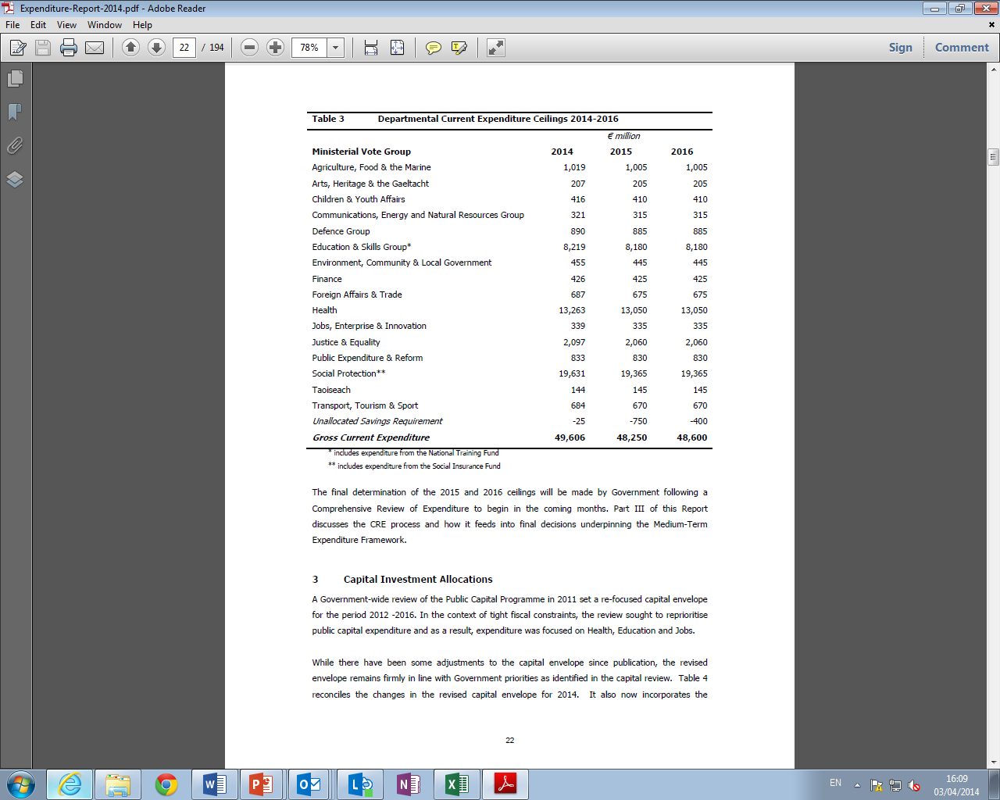 Expenditure-Report-2014.pdf - Adobe Reader
File Edit View Window Help
22 / 194 78% Sign Comment
Table 3 Departmental Current Expenditure Ceilings 2014-2016
€ million
Ministerial Vote Group 2014 2015 2016
Agriculture, Food & the Marine 1,019 1,005 1,005
Arts, Heritage & the Gaeltacht 207 205 205
Children & Youth Affairs 416 410 410
Communications, Energy and Natural Resources Group 321 315 315
Defence Group 890 885 885
Education & Skills Group* 8,219 8,180 8,180
Environment, Community & Local Government 455 445 445
Finance 426 425 425
Foreign Affairs & Trade 687 675 675
Health 13,263 13,050 13,050
Jobs, Enterprise & Innovation 339 335 335
Justice & Equality 2,097 2,060 2,060
Public Expenditure & Reform 833 830 830
Social Protection** 19,631 19,365 19,365
Taoiseach 144 145 145
Transport, Tourism & Sport 684 670 670
Unallocated Savings Requirement -25 -750 -400
Gross Current Expenditure 49,606 48,250 48,600
* includes expenditure from the National Training Fund
** includes expenditure from the Social Insurance Fund
The final determination of the 2015 and 2016 ceilings will be made by Government following a
Comprehensive Review of Expenditure to begin in the coming months. Part III of this Report
discusses the CRE process and how it feeds into final decisions underpinning the Medium-Term
Expenditure Framework.
3 Capital Investment Allocations
A Government-wide review of the Public Capital Programme in 2011 set a re-focused capital envelope
for the period 2012 -2016. In the context of tight fiscal constraints, the review sought to reprioritise
public capital expenditure and as a result, expenditure was focused on Health, Education and Jobs.
While there have been some adjustments to the capital envelope since publication, the revised
envelope remains firmly in line with Government priorities as identified in the capital review. Table 4
reconciles the changes in the revised capital envelope for 2014. It also now incorporates the
22
EN 16:09
03/04/2014